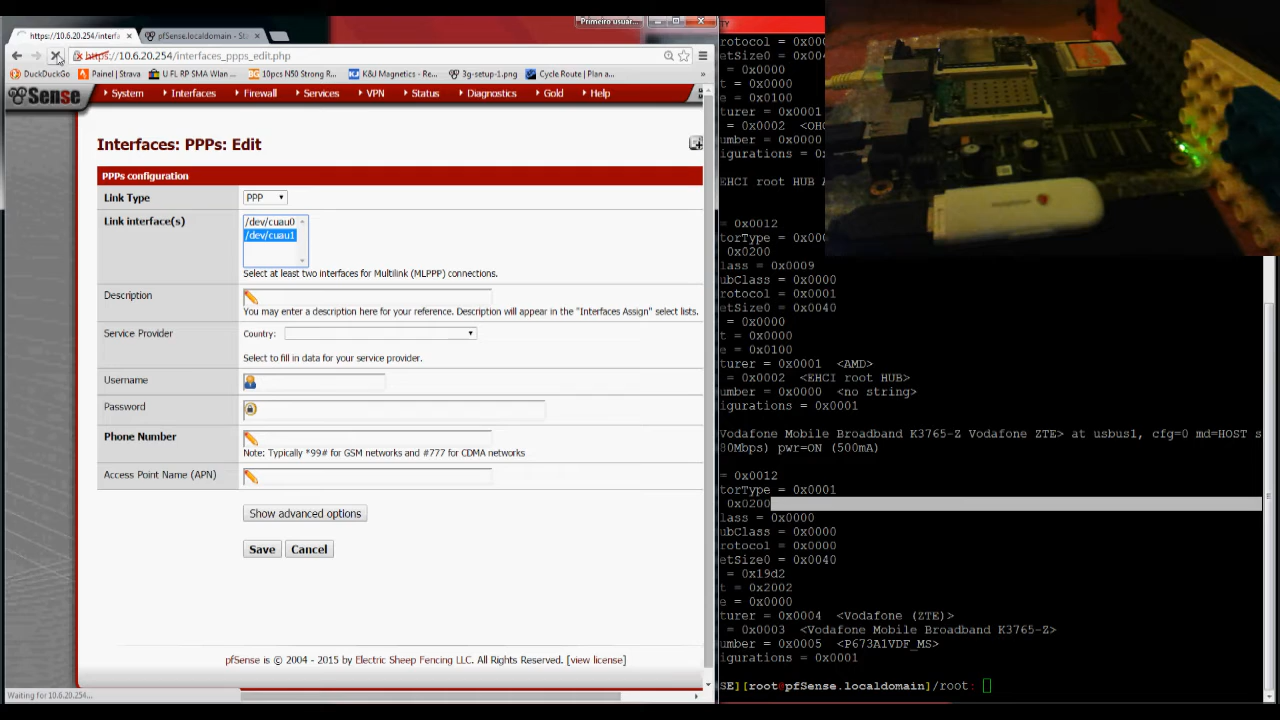 Primeiro usuár...
https://10.6.20.254/interfa
pfSense.localdomain - Sta
https://10.6.20.254/interfaces_ppps_edit.php
DuckDuckGo
Painel | Strava
U FL RP SMA Wlan ...
10pcs N50 Strong R...
K&J Magnetics - Re...
3g-setup-1.png
Cycle Route | Plan a...
»
Sense
System
Interfaces
Firewall
Services
VPN
Status
Diagnostics
Gold
Help
Interfaces: PPPs: Edit
PPPs configuration
Link Type
PPP
Link interface(s)
/dev/cuau0
/dev/cuau1
Select at least two interfaces for Multilink (MLPPP) connections.
Description
You may enter a description here for your reference. Description will appear in the "Interfaces Assign" select lists.
Service Provider
Country:
Select to fill in data for your service provider.
Username
Password
Phone Number
Note: Typically *99# for GSM networks and #777 for CDMA networks
Access Point Name (APN)
Show advanced options
Save
Cancel
pfSense is © 2004 - 2015 by Electric Sheep Fencing LLC. All Rights Reserved. [view license]
Waiting for 10.6.20.254...
rotocol = 0x0000
etSize0 = 0x0040
= 0x0000
t = 0x0000
e = 0x0100
turer = 0x0001
= 0x0002 <OHC
umber = 0x0000
igurations = 0x
EHCI root HUB A
= 0x0012
torType = 0x000
0x0200
lass = 0x0009
ubClass = 0x0000
rotocol = 0x0001
etSize0 = 0x0040
= 0x0000
t = 0x0000
e = 0x0100
turer = 0x0001 <AMD>
= 0x0002 <EHCI root HUB>
umber = 0x0000 <no string>
igurations = 0x0001
Vodafone Mobile Broadband K3765-Z Vodafone ZTE> at usbus1, cfg=0 md=HOST s
80Mbps) pwr=ON (500mA)
= 0x0012
torType = 0x0001
0x0200
lass = 0x0000
ubClass = 0x0000
rotocol = 0x0000
etSize0 = 0x0040
= 0x19d2
t = 0x2002
e = 0x0000
turer = 0x0004 <Vodafone (ZTE)>
= 0x0003 <Vodafone Mobile Broadband K3765-Z>
umber = 0x0005 <P673A1VDF_MS>
igurations = 0x0001
SE][root@pfSense.localdomain]/root: